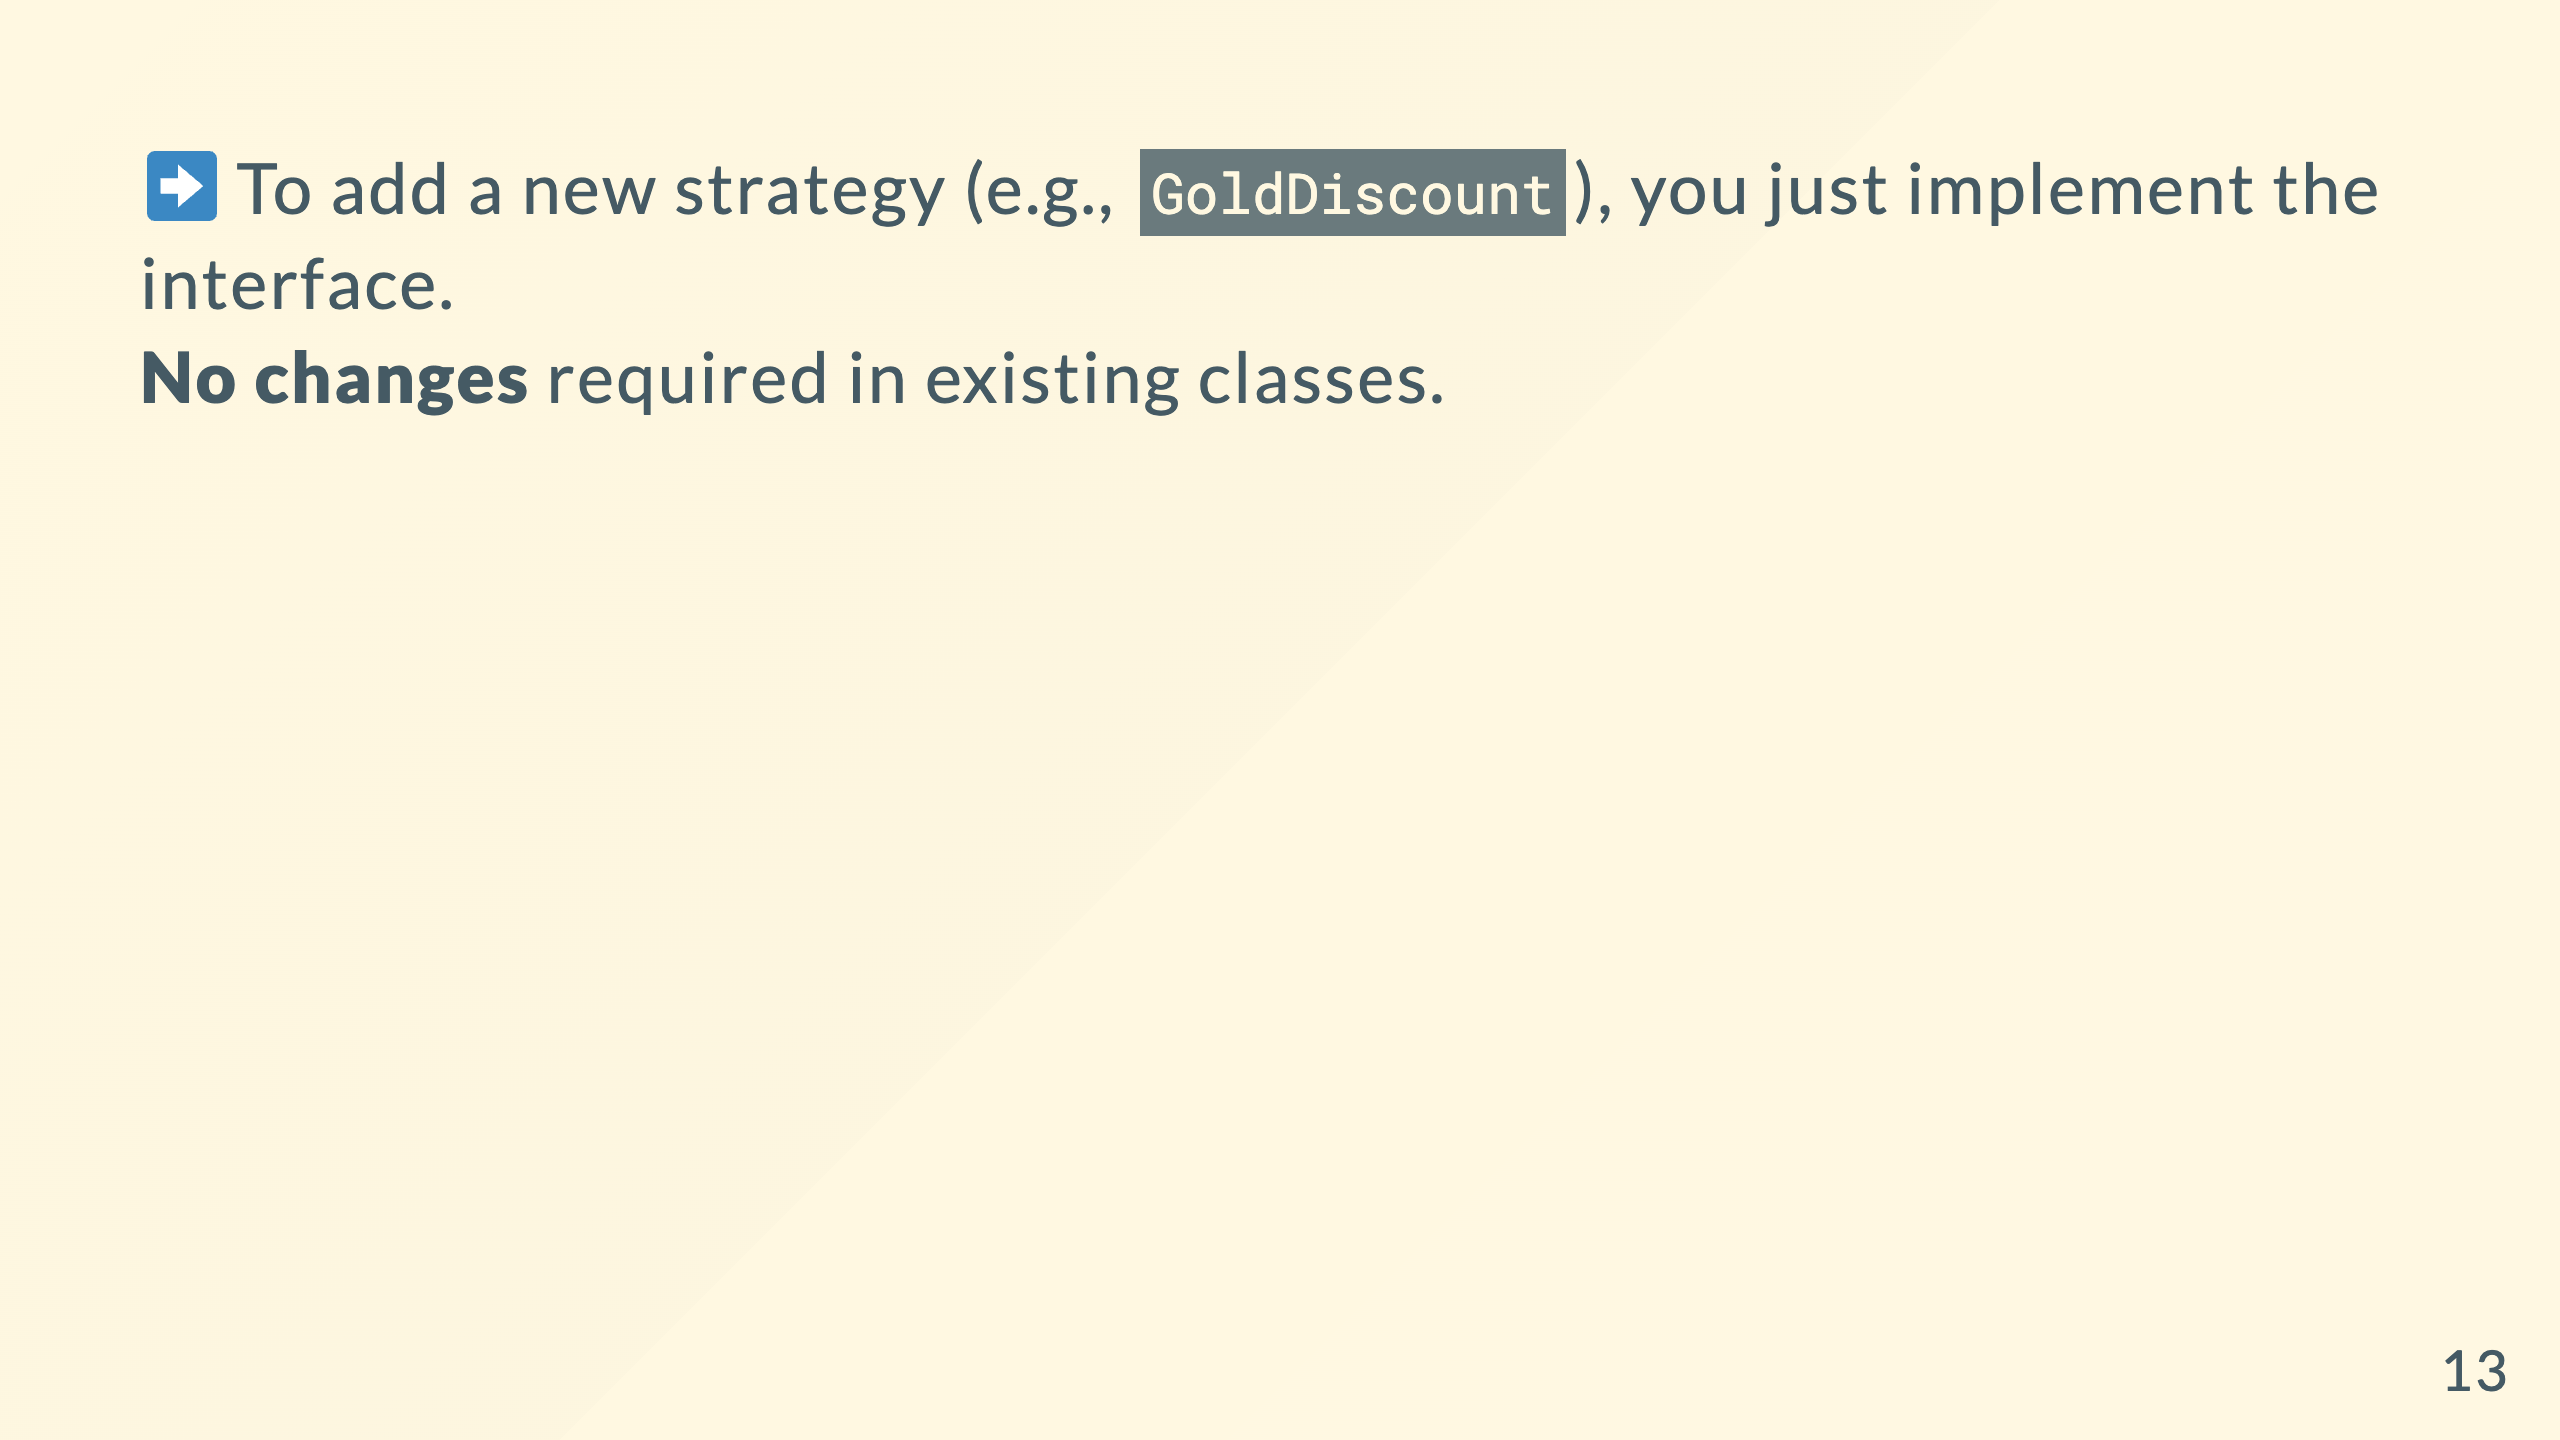 ➡️ To add a new strategy (e.g., GoldDiscount), you just implement the
interface.
No changes required in existing classes.
13